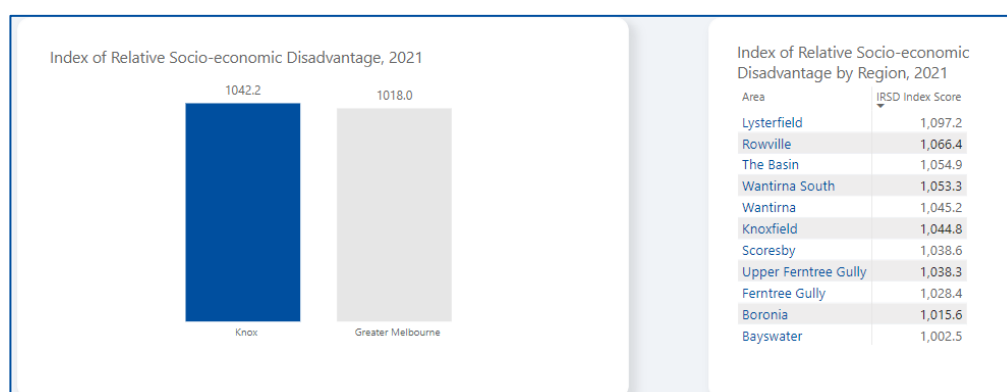 Index of Relative Socio-economic Disadvantage, 2021
1042.2
1018.0
Knox
Greater Melbourne
Index of Relative Socio-economic
Disadvantage by Region, 2021
Area IRSD Index Score
Lysterfield 1,097.2
Rowville 1,066.4
The Basin 1,054.9
Wantirna South 1,053.3
Wantirna 1,045.2
Knoxfield 1,044.8
Scoresby 1,038.6
Upper Ferntree Gully 1,038.3
Ferntree Gully 1,028.4
Boronia 1,015.6
Bayswater 1,002.5